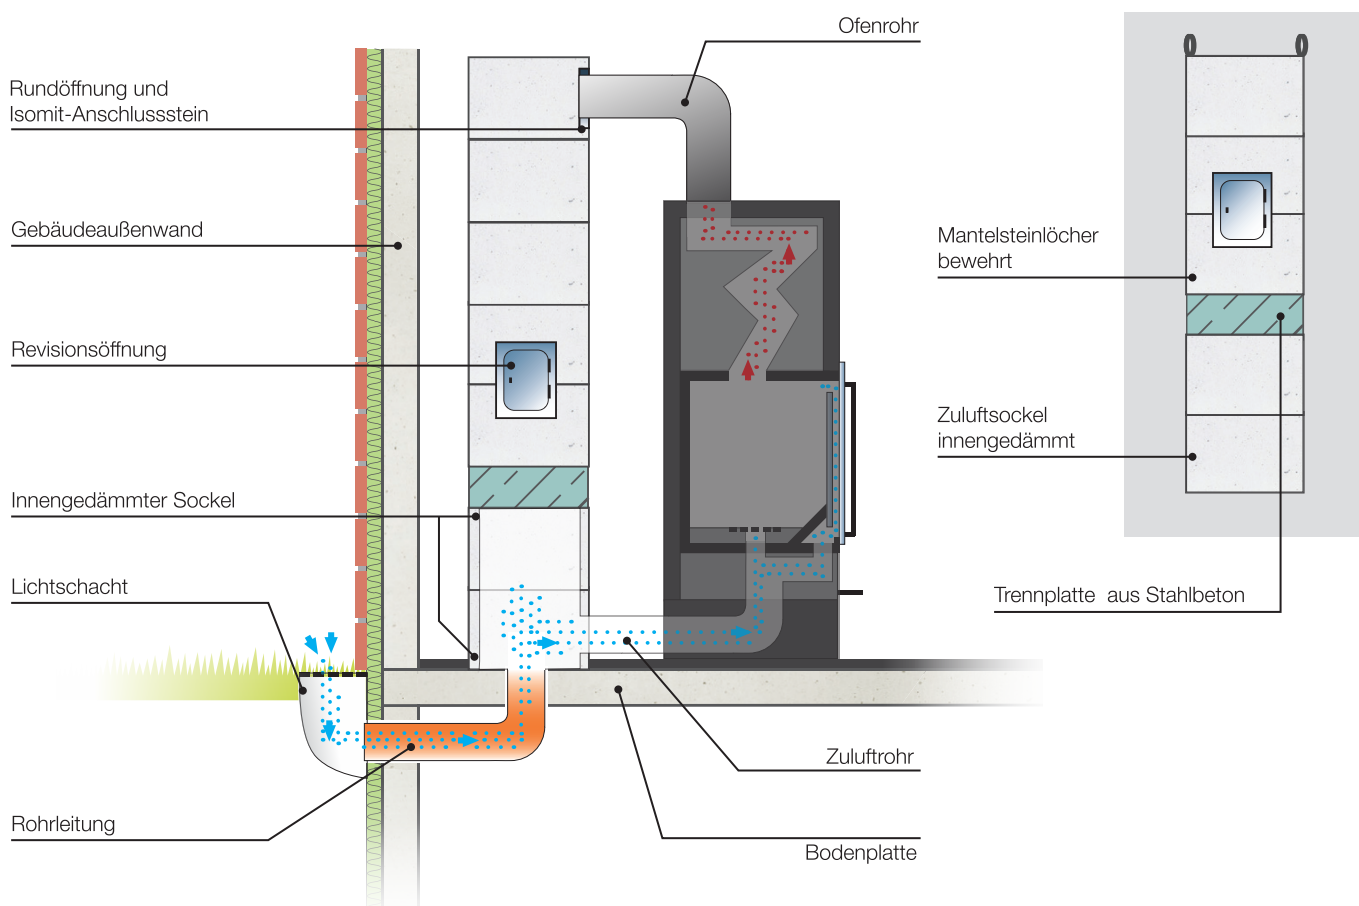 Ofenrohr
Rundöffnung und
Isomit-Anschlussstein
Gebäudeaußenwand
Mantelsteinlöcher
bewehrt
Revisionsöffnung
Zuluftsockel
innengedämmt
Innengedämmter Sockel
Lichtschacht
Trennplatte aus Stahlbeton
Zuluftrohr
Rohrleitung
Bodenplatte